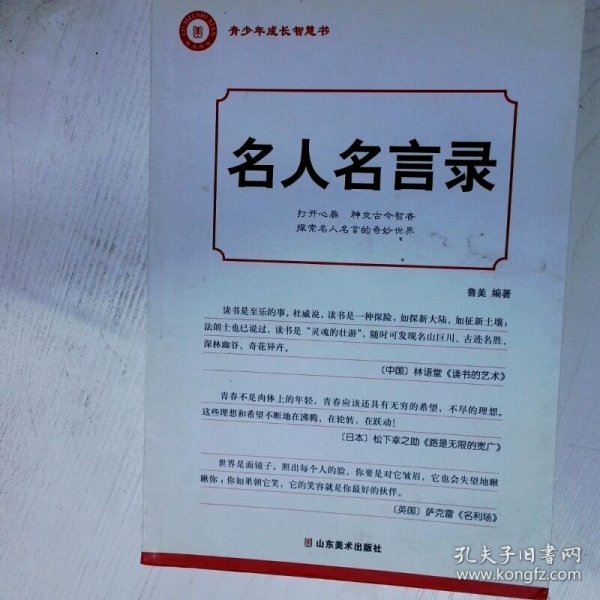 青少年成长智慧书
名人名言录
打开心扉 神交古今智者
探索名人名言的奇妙世界
鲁美 编著
读书是至乐的事,杜威说,读书是一种探险,如探新大陆,如征新土壤;
法朗士也已说过,读书是“灵魂的壮游”,随时可发现名山巨川、古迹名胜、
深林幽谷、奇花异卉。
〔中国〕林语堂《读书的艺术》
青春不是肉体上的年轻,青春应该还具有无穷的希望,不尽的理想。
这些理想和希望不断地在沸腾,在轮转,在跃动!
〔日本〕松下幸之助《路是无限的宽广》
世界是面镜子,照出每个人的脸。你要是对它皱眉,它也会失望地瞅
瞅你;你如果朝它笑,它的笑容就是你最好的伙伴。
〔英国〕萨克雷《名利场》
山东美术出版社
孔夫子旧书网
www.kongfz.com